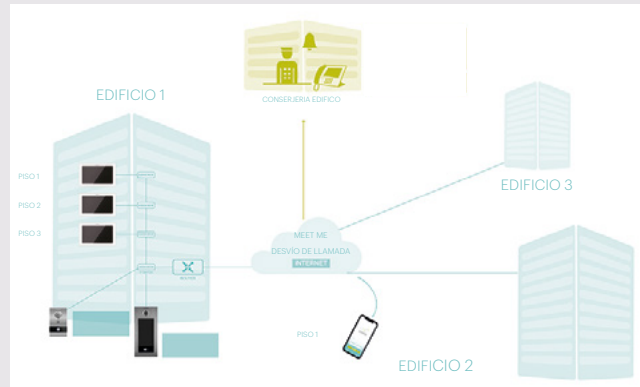 CONSERJERIA EDIFICO
EDIFICIO 1
PISO 1
PISO 2
PISO 3
EDIFICIO 3
MEET ME
DESVÍO DE LLAMADA
INTERNET
PISO 1
EDIFICIO 2